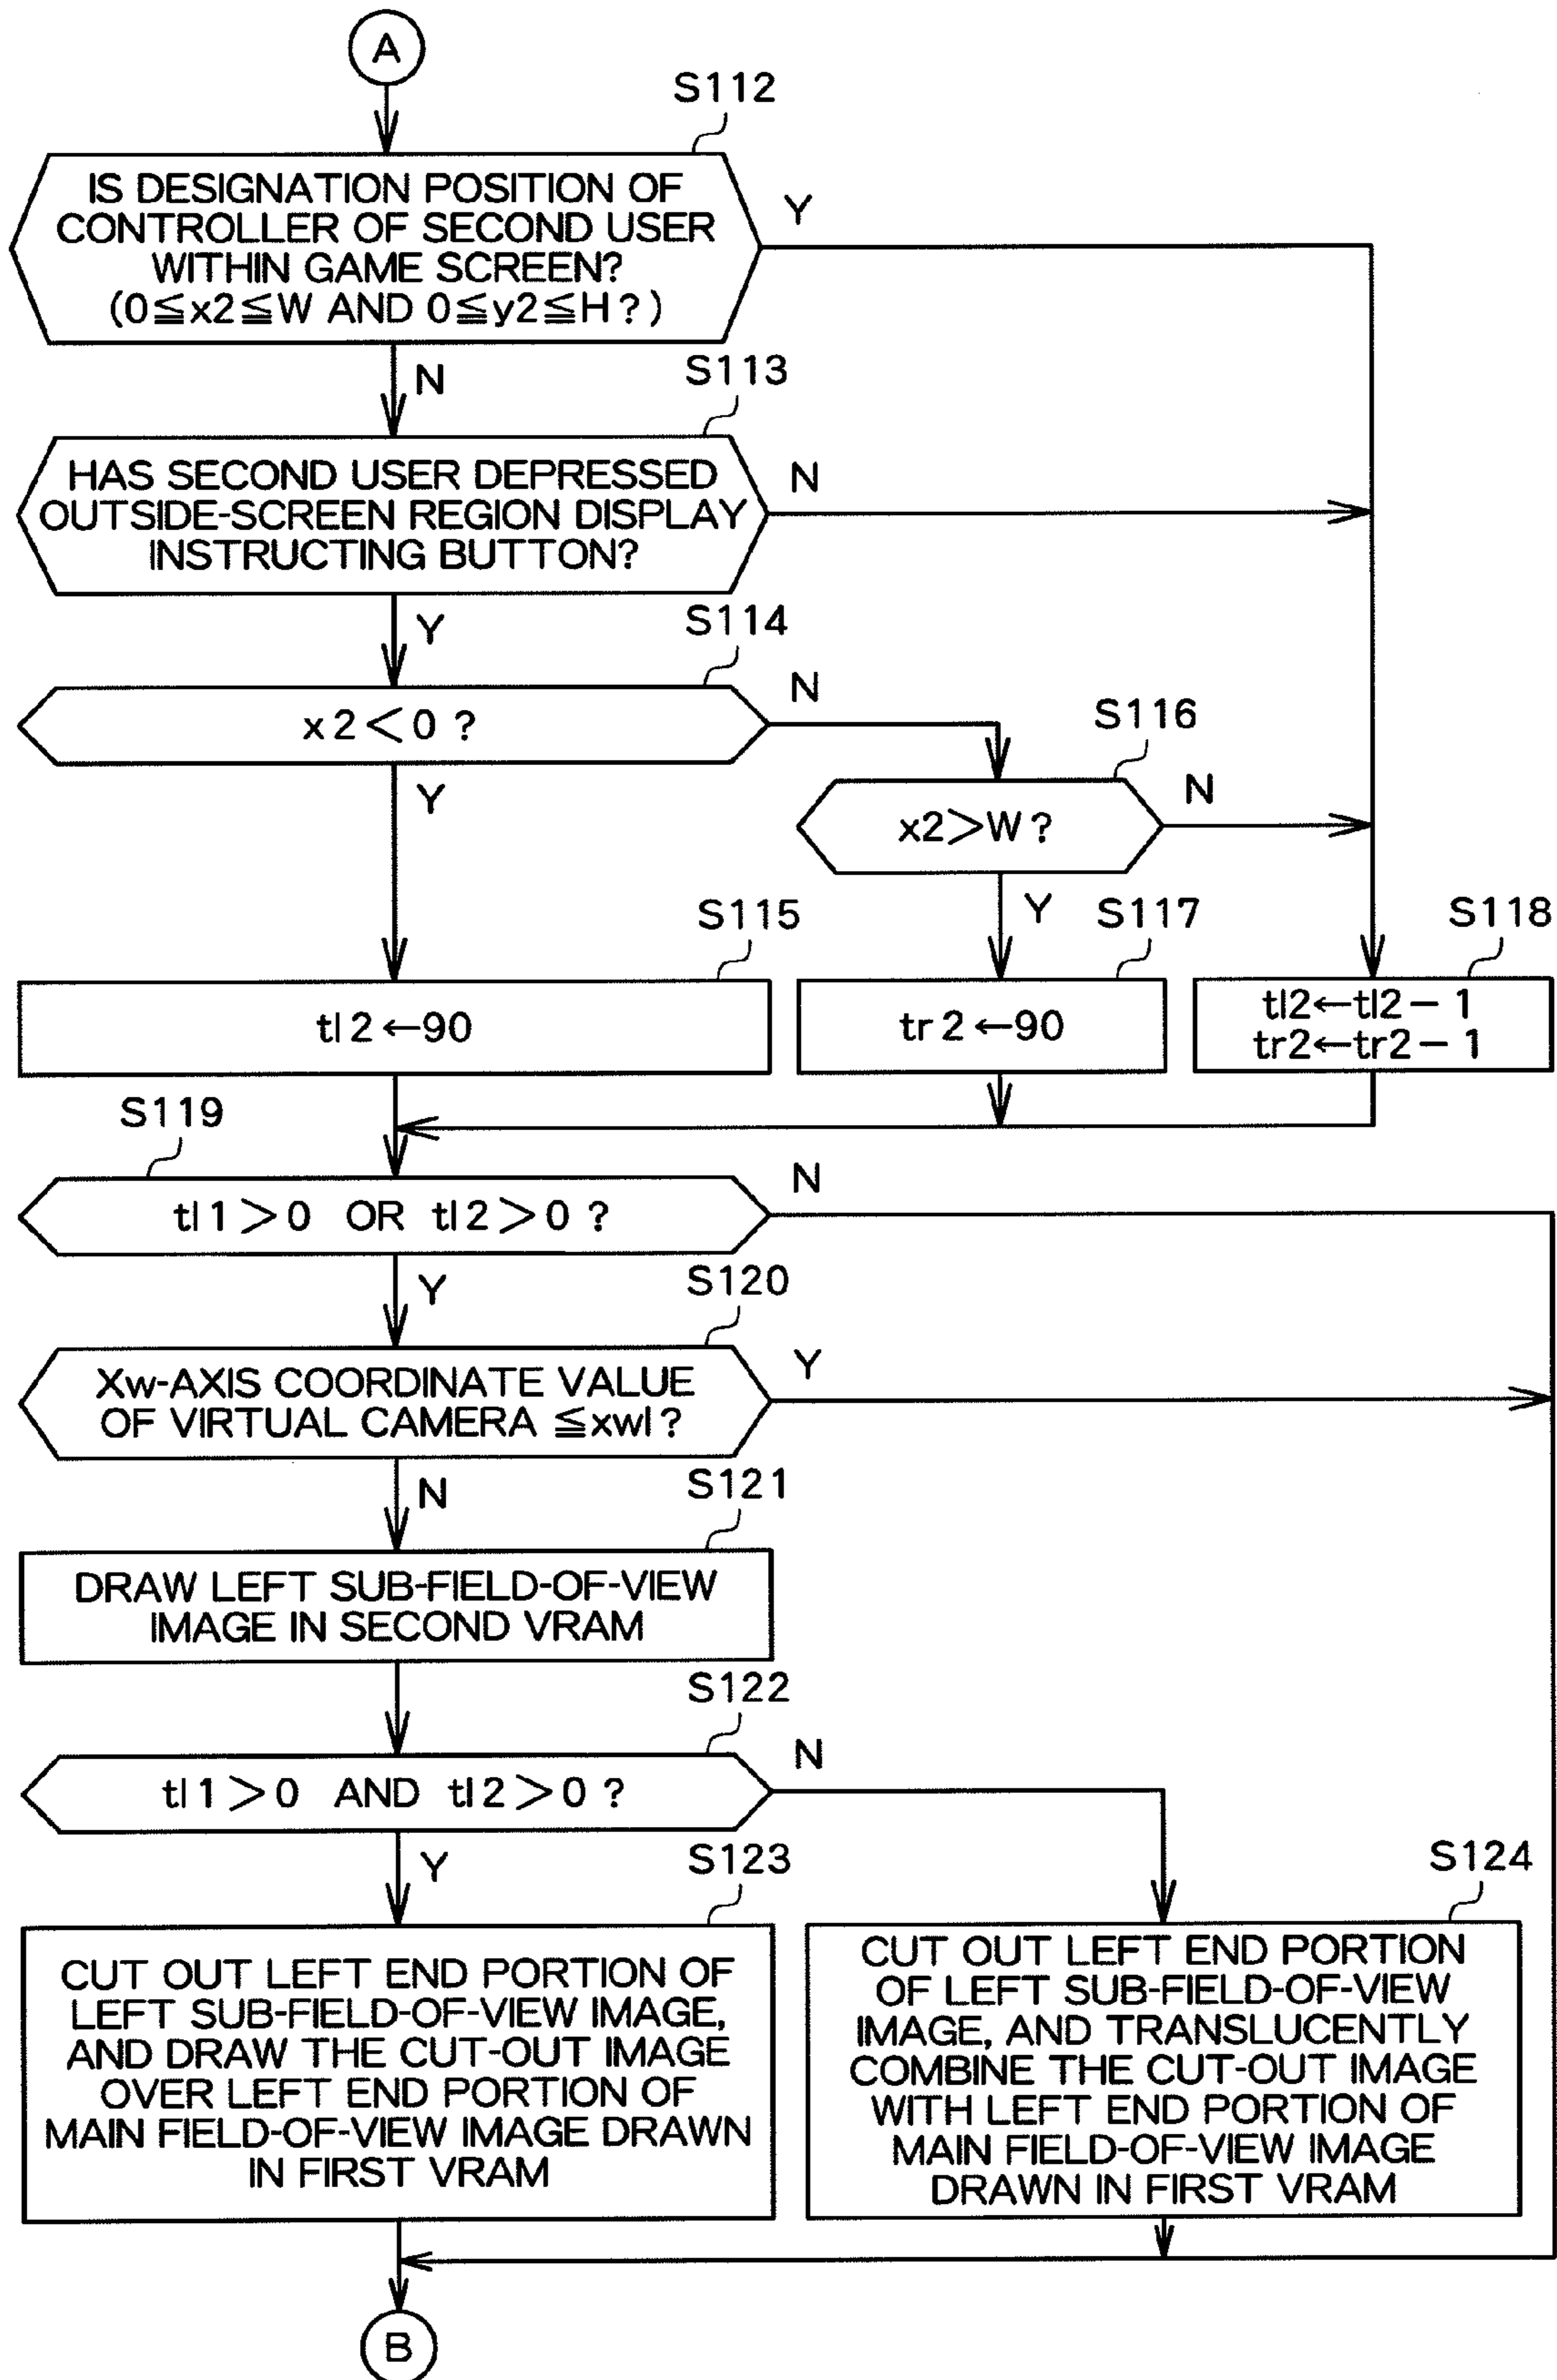 A
S112
IS DESIGNATION POSITION OF
CONTROLLER OF SECOND USER
WITHIN GAME SCREEN?
(0≦x2≦W AND 0≦y2≦H?)
Y
N
S113
HAS SECOND USER DEPRESSED
OUTSIDE-SCREEN REGION DISPLAY
INSTRUCTING BUTTON?
N
Y
S114
x2<0?
N
Y
S116
x2>W?
N
Y
S115
tl2←90
S117
tr2←90
S118
tl2←tl2-1
tr2←tr2-1
S119
tl1>0 OR tl2>0?
N
Y
S120
Xw-AXIS COORDINATE VALUE
OF VIRTUAL CAMERA ≦xwl?
Y
N
S121
DRAW LEFT SUB-FIELD-OF-VIEW
IMAGE IN SECOND VRAM
S122
tl1>0 AND tl2>0?
N
Y
S123
CUT OUT LEFT END PORTION OF
LEFT SUB-FIELD-OF-VIEW IMAGE,
AND DRAW THE CUT-OUT IMAGE
OVER LEFT END PORTION OF
MAIN FIELD-OF-VIEW IMAGE DRAWN
IN FIRST VRAM
S124
CUT OUT LEFT END PORTION
OF LEFT SUB-FIELD-OF-VIEW
IMAGE, AND TRANSLUCENTLY
COMBINE THE CUT-OUT IMAGE
WITH LEFT END PORTION OF
MAIN FIELD-OF-VIEW IMAGE
DRAWN IN FIRST VRAM
B